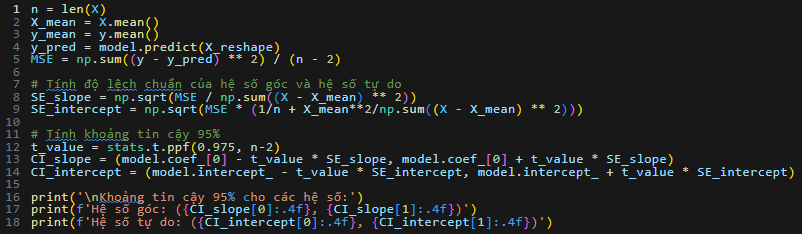 1 n = len(X)
2 X_mean = X.mean()
3 y_mean = y.mean()
4 y_pred = model.predict(X_reshape)
5 MSE = np.sum((y - y_pred) ** 2) / (n - 2)
6
7 # Tính độ lệch chuẩn của hệ số góc và hệ số tự do
8 SE_slope = np.sqrt(MSE / np.sum((X - X_mean) ** 2))
9 SE_intercept = np.sqrt(MSE * (1/n + X_mean**2/np.sum((X - X_mean) ** 2)))
10
11 # Tính khoảng tin cậy 95%
12 t_value = stats.t.ppf(0.975, n-2)
13 CI_slope = (model.coef_[0] - t_value * SE_slope, model.coef_[0] + t_value * SE_slope)
14 CI_intercept = (model.intercept_ - t_value * SE_intercept, model.intercept_ + t_value * SE_intercept)
15
16 print('\nKhoảng tin cậy 95% cho các hệ số:')
17 print(f'Hệ số góc: ({CI_slope[0]:.4f}, {CI_slope[1]:.4f})')
18 print(f'Hệ số tự do: ({CI_intercept[0]:.4f}, {CI_intercept[1]:.4f})')